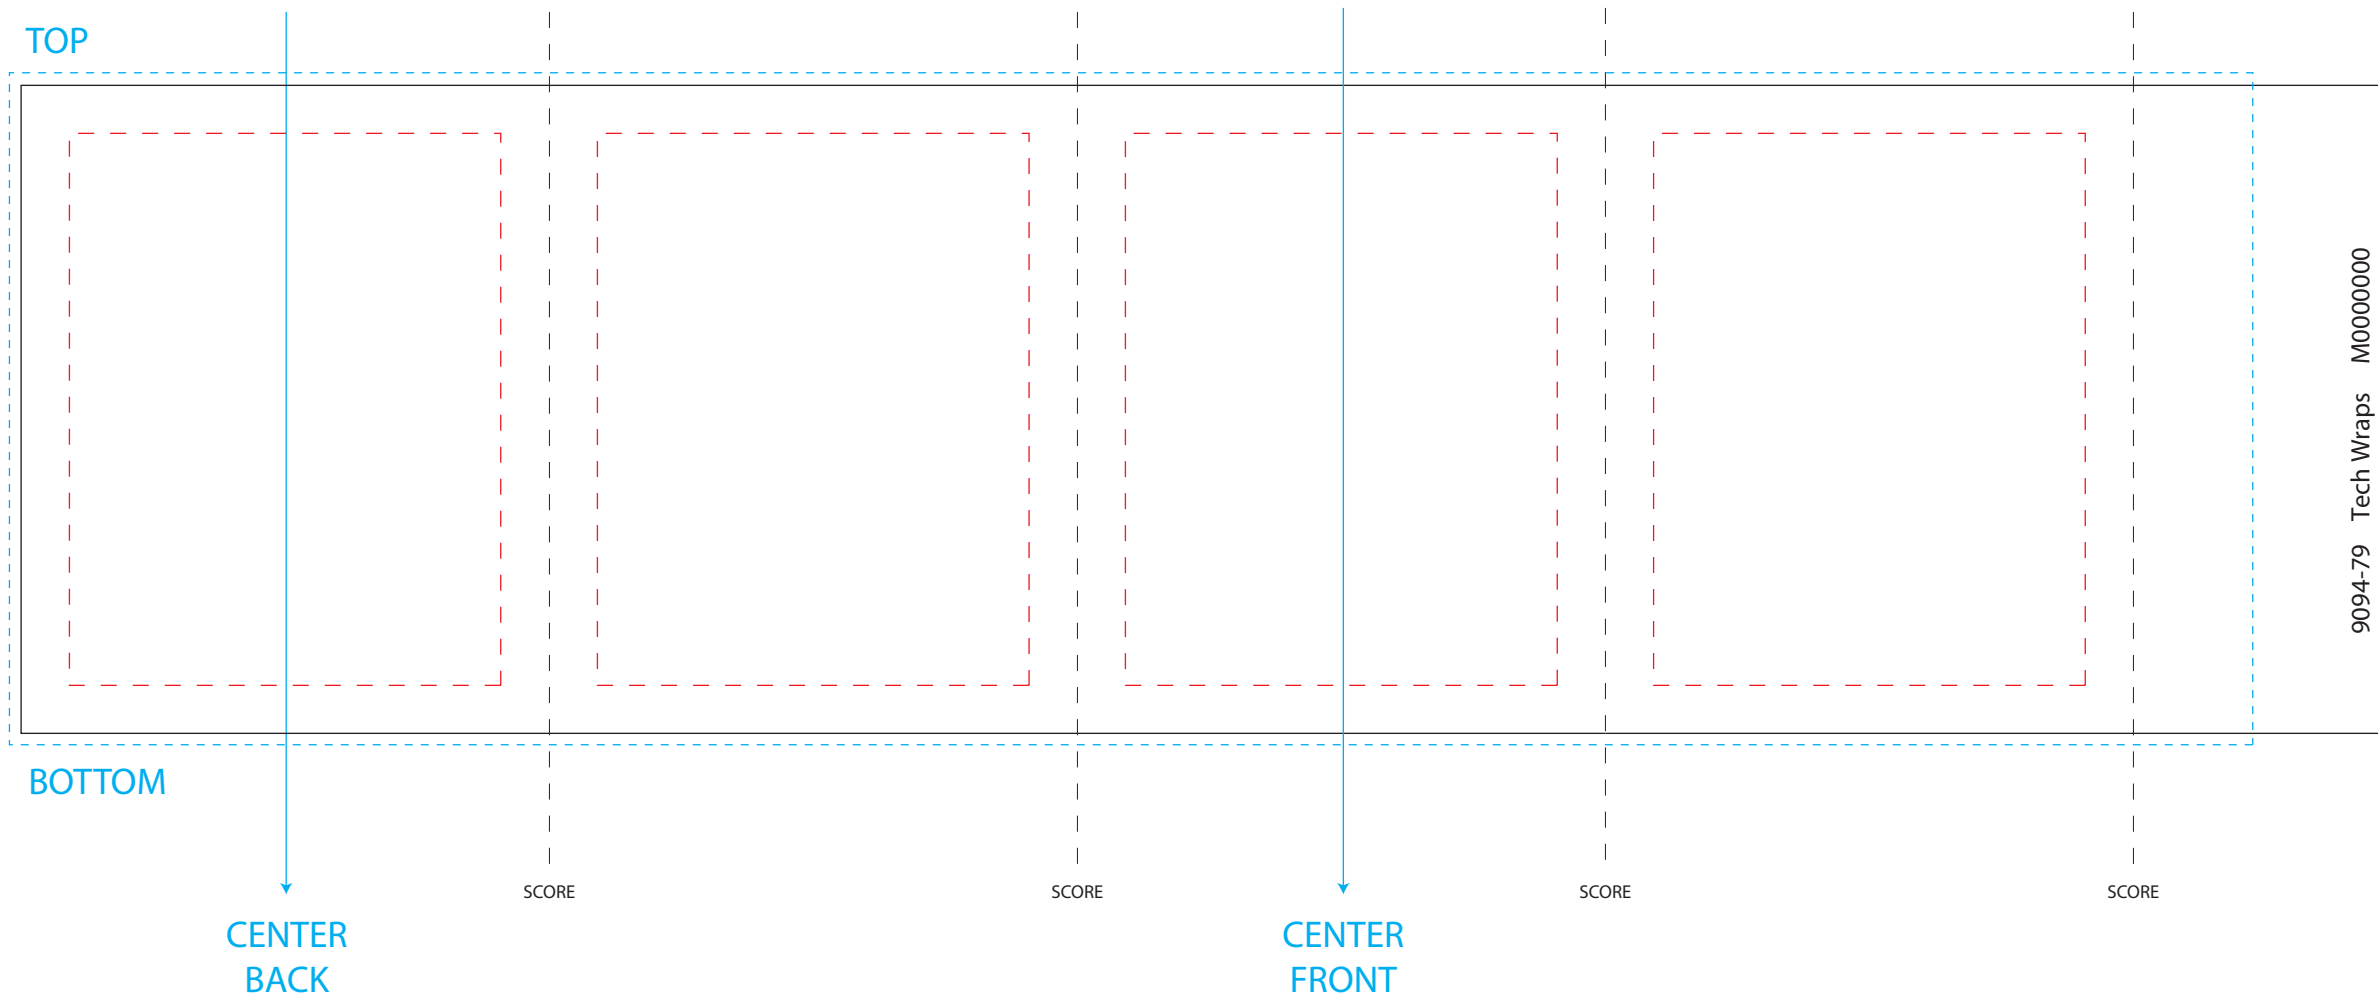 TOP
9094-79 Tech Wraps M0000000
BOTTOM
SCORE
SCORE
SCORE
SCORE
CENTER
BACK
CENTER
FRONT